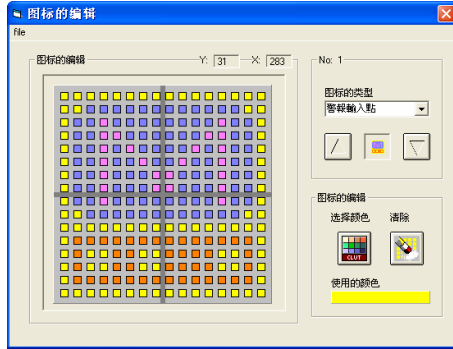 图标的编辑
file
图标的编辑 Y: 31 X: 283
No: 1
图标的类型
警報輸入點
图标的编辑
选择颜色 清除
CLUT
使用的颜色